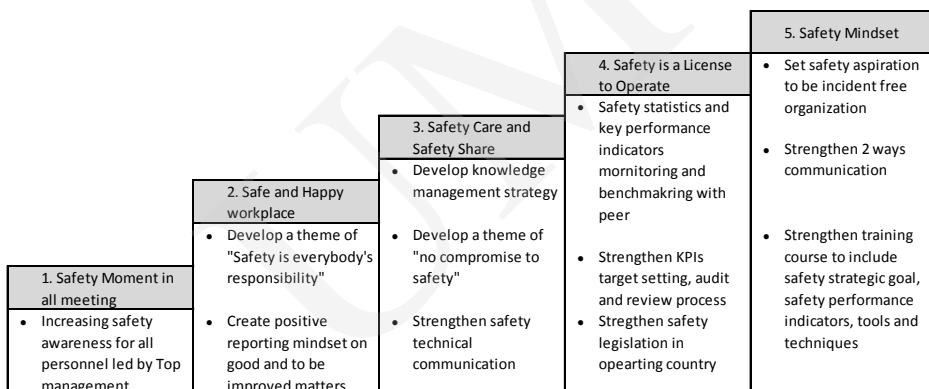 5. Safety Mindset
• Set safety aspiration
to be incident free
organization
• Strengthen 2 ways
communication
• Strengthen training
course to include
safety strategic goal,
safety performance
indicators, tools and
techniques
4. Safety is a License
to Operate
• Safety statistics and
key performance
indicators
mornitoring and
benchmakring with
peer
• Strengthen KPIs
target setting, audit
and review process
• Stregthen safety
legislation in
opearting country
3. Safety Care and
Safety Share
• Develop knowledge
management strategy
• Develop a theme of
"no compromise to
safety"
• Strengthen safety
technical
communication
2. Safe and Happy
workplace
• Develop a theme of
"Safety is everybody's
responsibility"
• Create positive
reporting mindset on
good and to be
improved matters
1. Safety Moment in
all meeting
• Increasing safety
awareness for all
personnel led by Top
management
UM